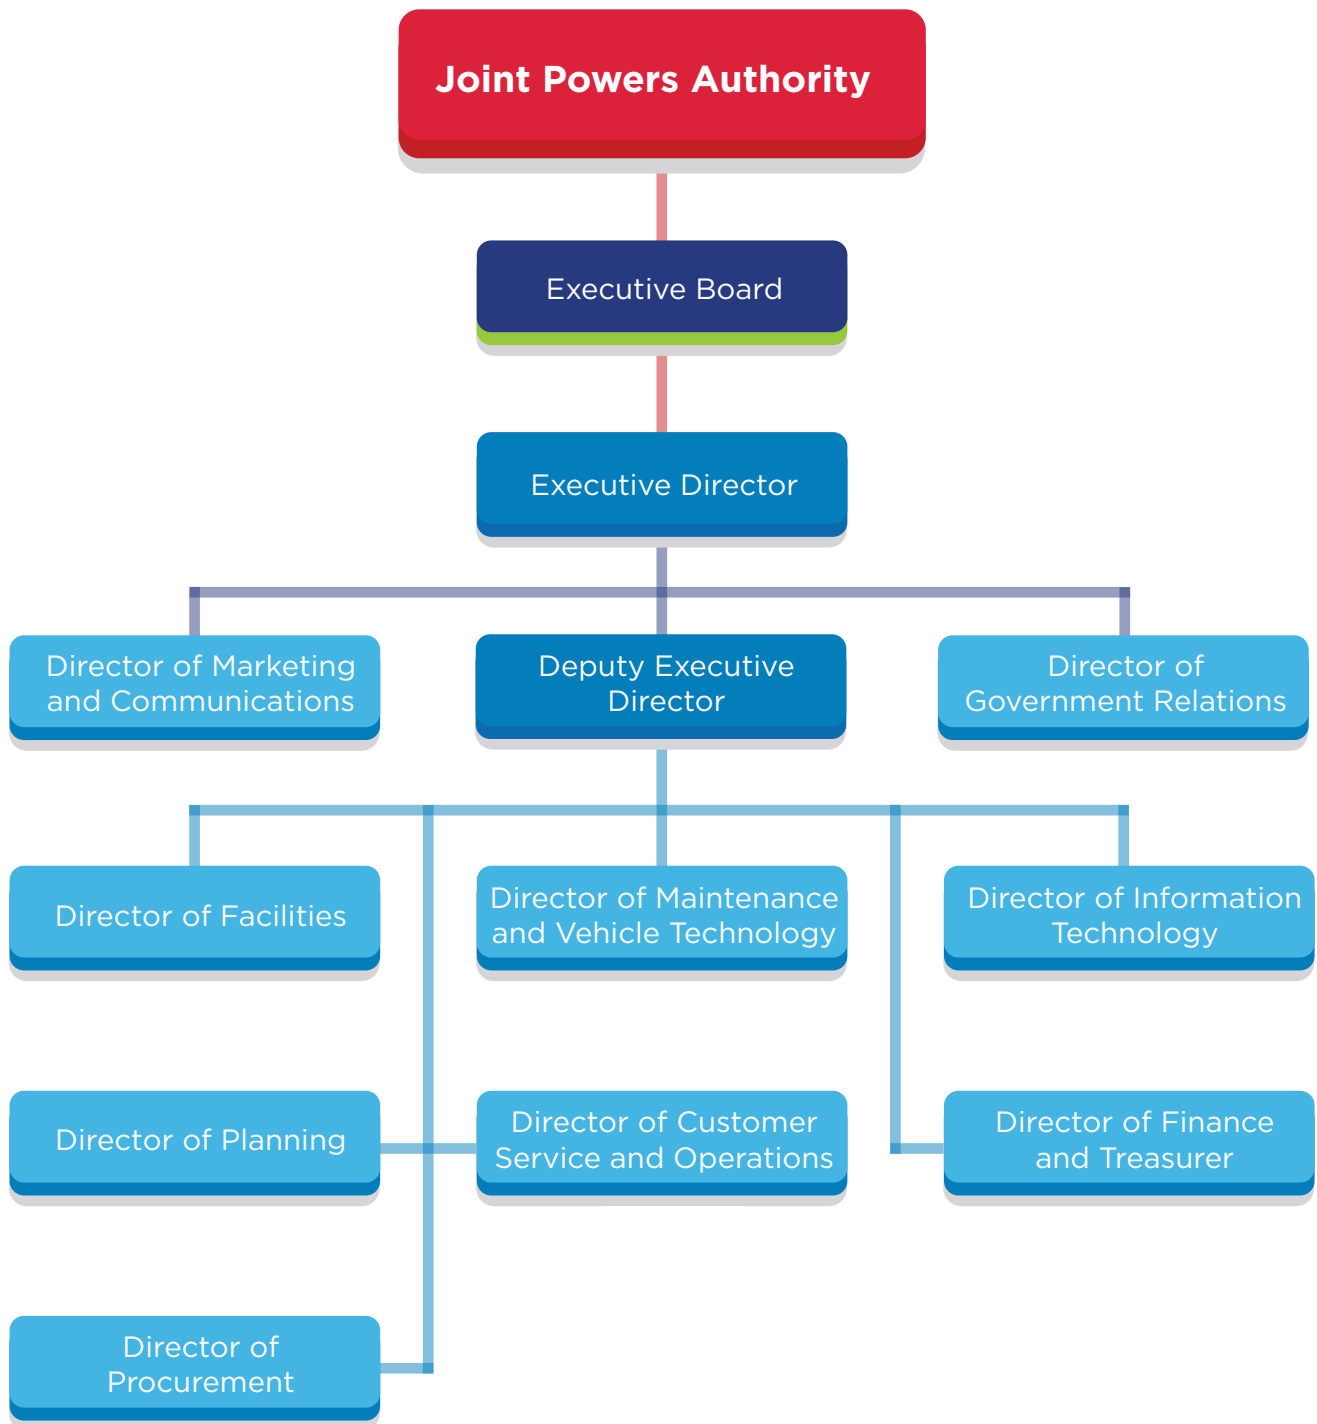 Joint Powers Authority
Executive Board
Executive Director
Director of Marketing
and Communications
Deputy Executive
Director
Director of
Government Relations
Director of Facilities
Director of Maintenance
and Vehicle Technology
Director of Information
Technology
Director of Planning
Director of Customer
Service and Operations
Director of Finance
and Treasurer
Director of
Procurement